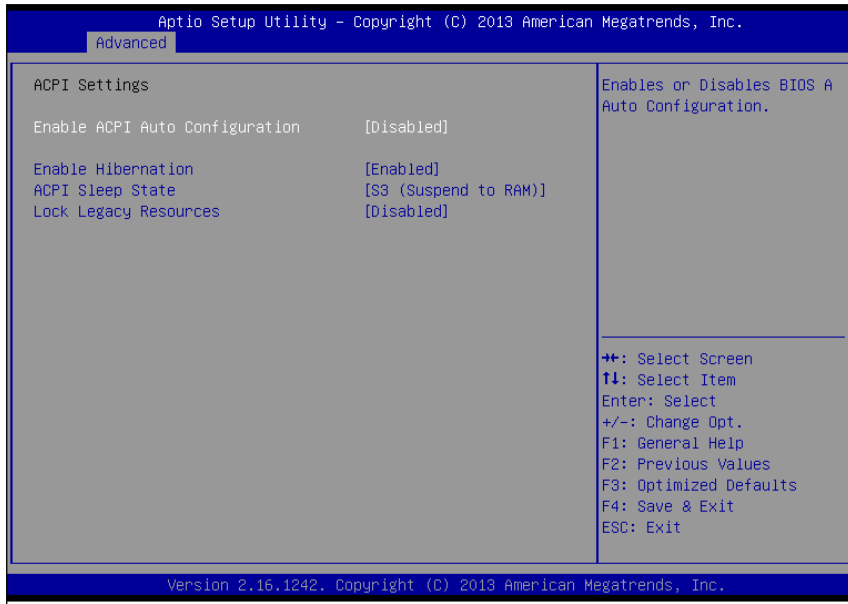 Aptio Setup Utility – Copyright (C) 2013 American Megatrends, Inc.
Advanced
ACPI Settings
Enable ACPI Auto Configuration [Disabled]
Enable Hibernation [Enabled]
ACPI Sleep State [S3 (Suspend to RAM)]
Lock Legacy Resources [Disabled]
Enables or Disables BIOS A
Auto Configuration.
→←: Select Screen
↑↓: Select Item
Enter: Select
+/-: Change Opt.
F1: General Help
F2: Previous Values
F3: Optimized Defaults
F4: Save & Exit
ESC: Exit
Version 2.16.1242. Copyright (C) 2013 American Megatrends, Inc.